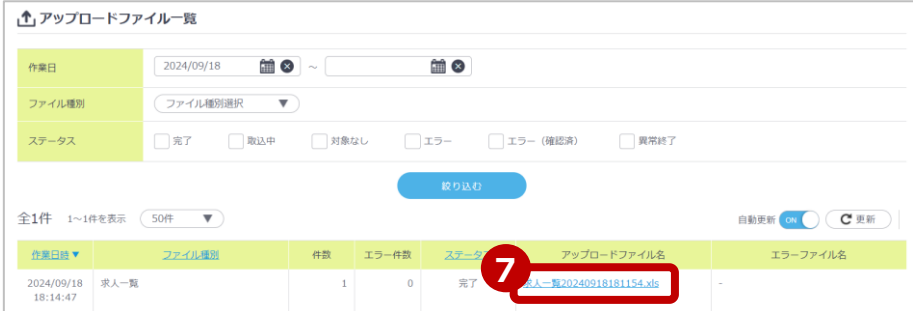 アップロードファイル一覧
作業日 2024/09/18 ~
ファイル種別 ファイル種別選択 ▼
ステータス 完了 取込中 対象なし エラー エラー（確認済） 異常終了
絞り込む
全1件 1～1件を表示 50件 ▼ 自動更新 ON 更新
作業日時▼ ファイル種別 件数 エラー件数 ステータ アップロードファイル名 エラーファイル名
7
2024/09/18 求人一覧 1 0 完了 求人一覧20240918181154.xls -
18:14:47